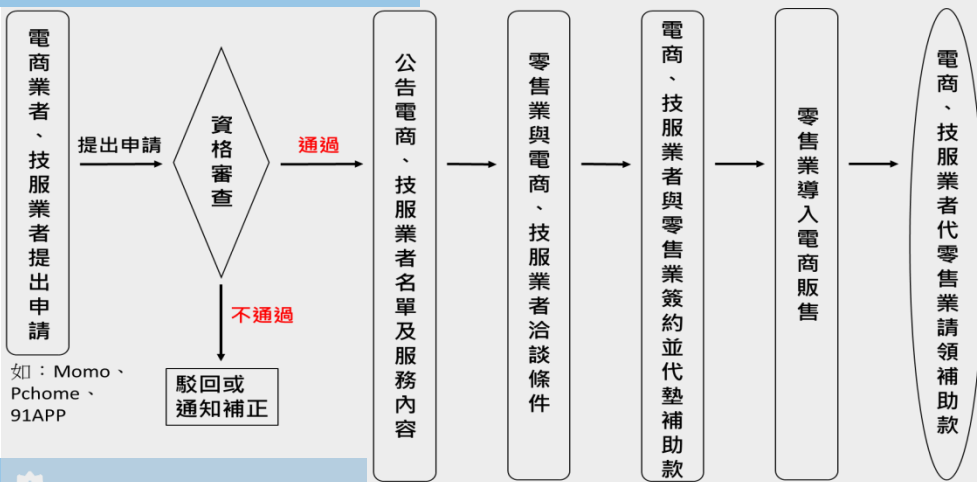 電商業者、技服業者提出申請
如：Momo、
Pchome、
91APP
提出申請
資格審查
通過
不通過
駁回或
通知補正
公告電商、技服業者名單及服務內容
零售業與電商、技服業者洽談條件
電商、技服業者與零售業簽約並代墊補助款
零售業導入電商販售
電商、技服業者代零售業請領補助款